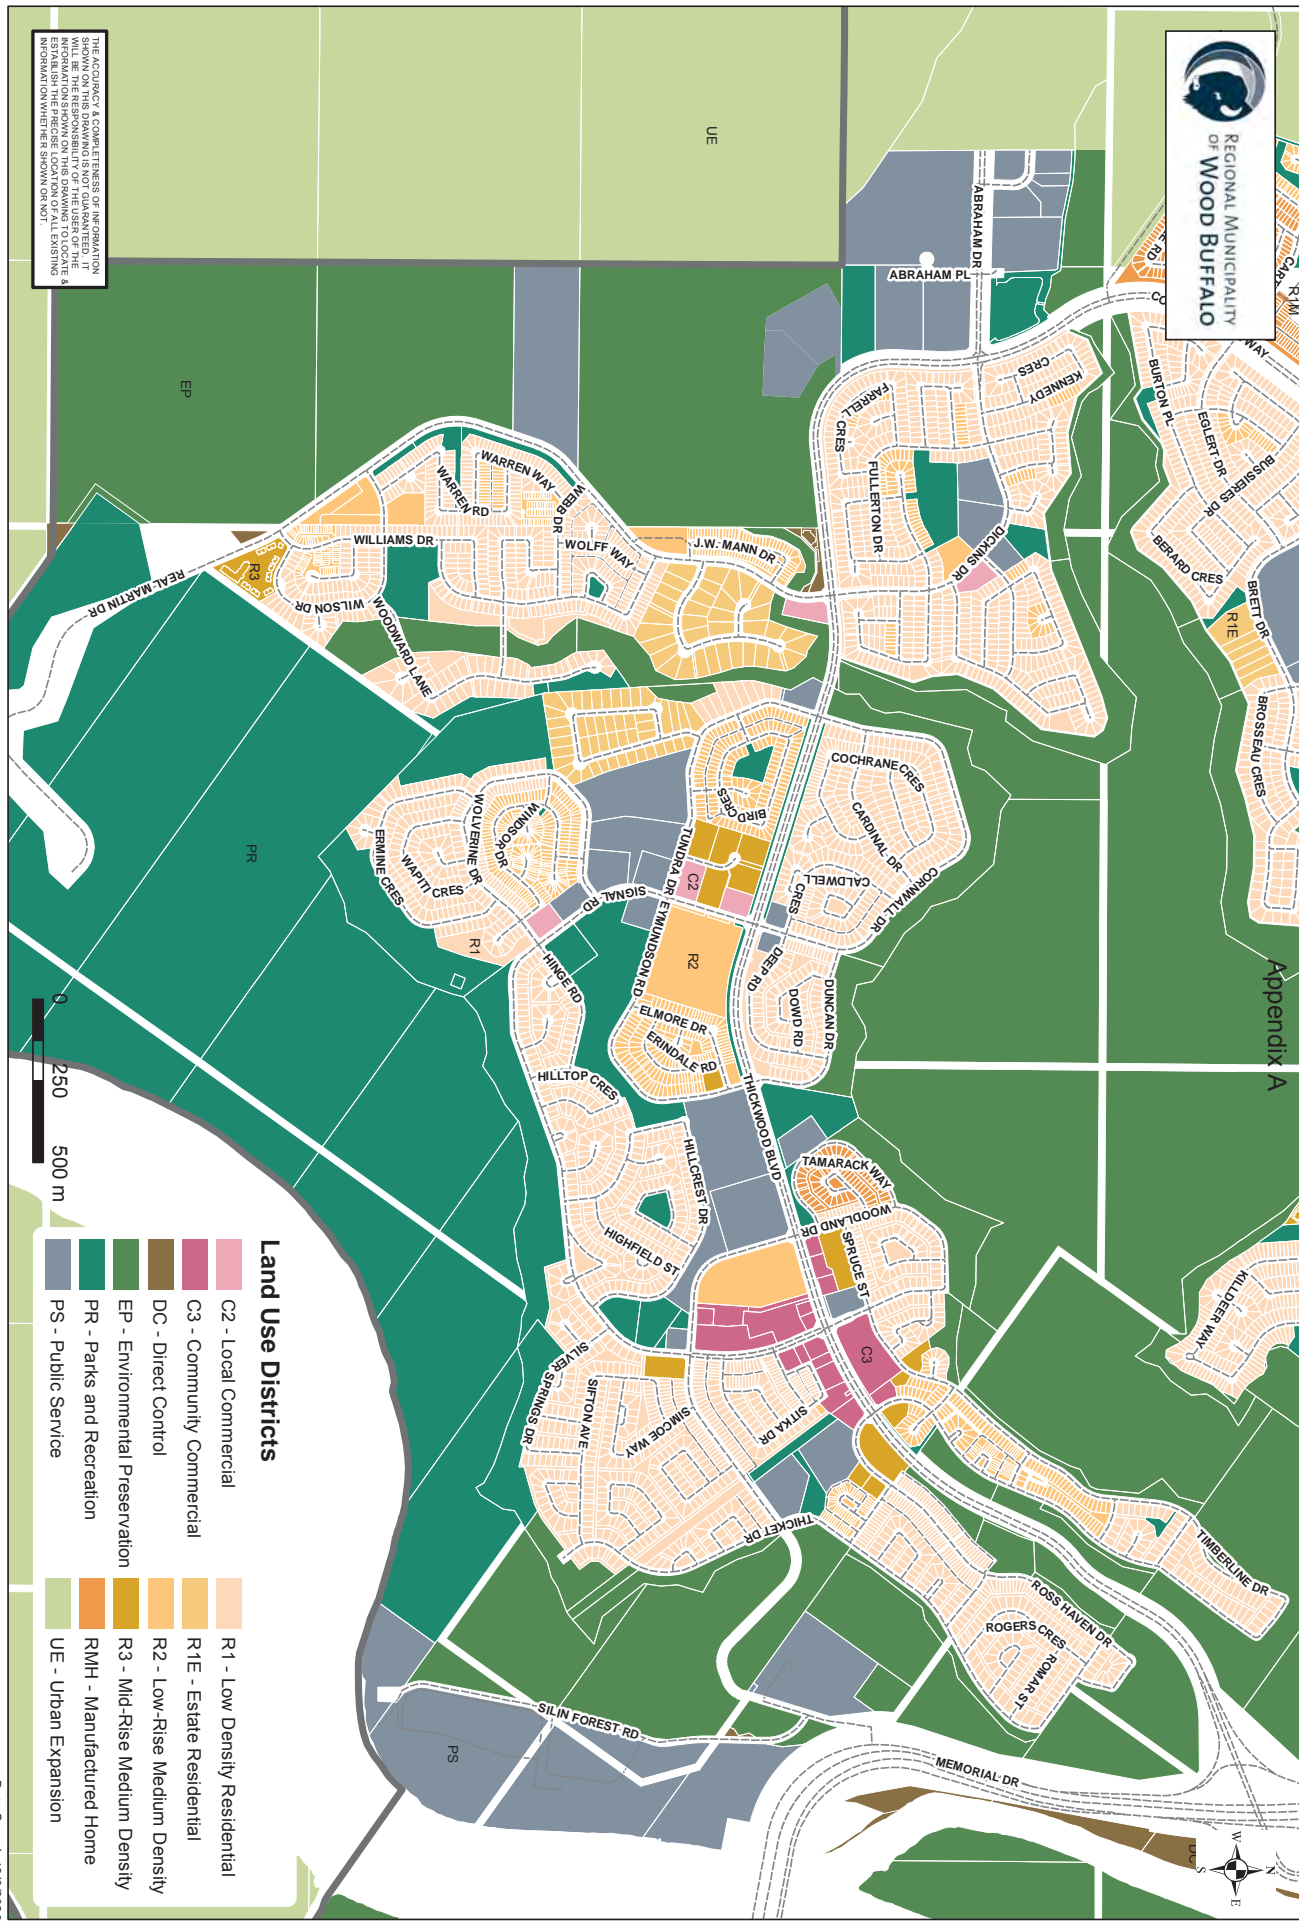 Appendix A
REGIONAL MUNICIPALITY
OF WOOD BUFFALO
THE ACCURACY & COMPLETENESS OF INFORMATION
SHOWN ON THIS DRAWING IS NOT GUARANTEED. IT
WILL BE THE RESPONSIBILITY OF THE USER OF THE
INFORMATION SHOWN ON THIS DRAWING TO LOCATE &
ESTABLISH THE PRECISE LOCATION OF ALL EXISTING
INFORMATION WHETHER SHOWN OR NOT.
R1M
WAY
BURTON PL
EGLERT DR
BUSSIERES DR
BERARD CRES
BRETT DR
R1E
BROSSEAU CRES
KILLDEER WAY
UE
ABRAHAM DR
ABRAHAM PL
KENNEDY
CRES
FARRELL
CRES
FULLERTON DR
DICKINS DR
EP
WARREN WAY
WARREN RD
WEBB DR
WOLFF WAY
J.W. MANN DR
WILLIAMS DR
R3
WILSON DR
WOODWARD LANE
REAL MARTIN DR
COCHRANE CRES
CARDINAL DR
CALDWELL
CRES
CORNWALL DR
BIRD CRES
TUNDRA DR
C2
SIGNAL RD
WINDSOR DR
WOLVERINE DR
WAPITI CRES
ERMINE CRES
PR
R1
R2
EYMUNDSON RD
DEEP RD
DOWD RD
DUNCAN DR
HINGE RD
ELMORE DR
ERINDALE RD
THICKWOOD BLVD
HILLTOP CRES
HILLCREST DR
HIGHFIELD ST
TAMARACK WAY
WOODLAND DR
SPRUCE ST
C3
SILVER SPRINGS DR
SIFTON AVE
SIMCOE WAY
SITKA DR
THICKET DR
TIMBERLINE DR
ROSS HAVEN DR
ROGERS CRES
ROMAR ST
SILIN FOREST RD
PS
MEMORIAL DR
DC
N
E
S
W
0 250 500 m
Land Use Districts
C2 - Local Commercial
C3 - Community Commercial
DC - Direct Control
EP - Environmental Preservation
PR - Parks and Recreation
PS - Public Service
R1 - Low Density Residential
R1E - Estate Residential
R2 - Low-Rise Medium Density
R3 - Mid-Rise Medium Density
RMH - Manufactured Home
UE - Urban Expansion